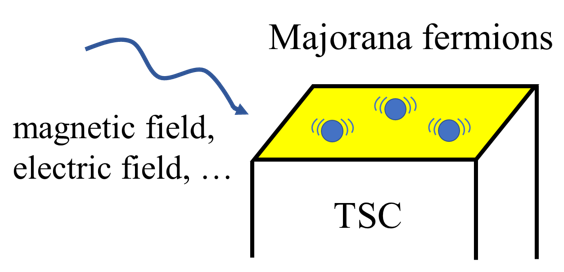 Majorana fermions
magnetic field,
electric field, …
TSC